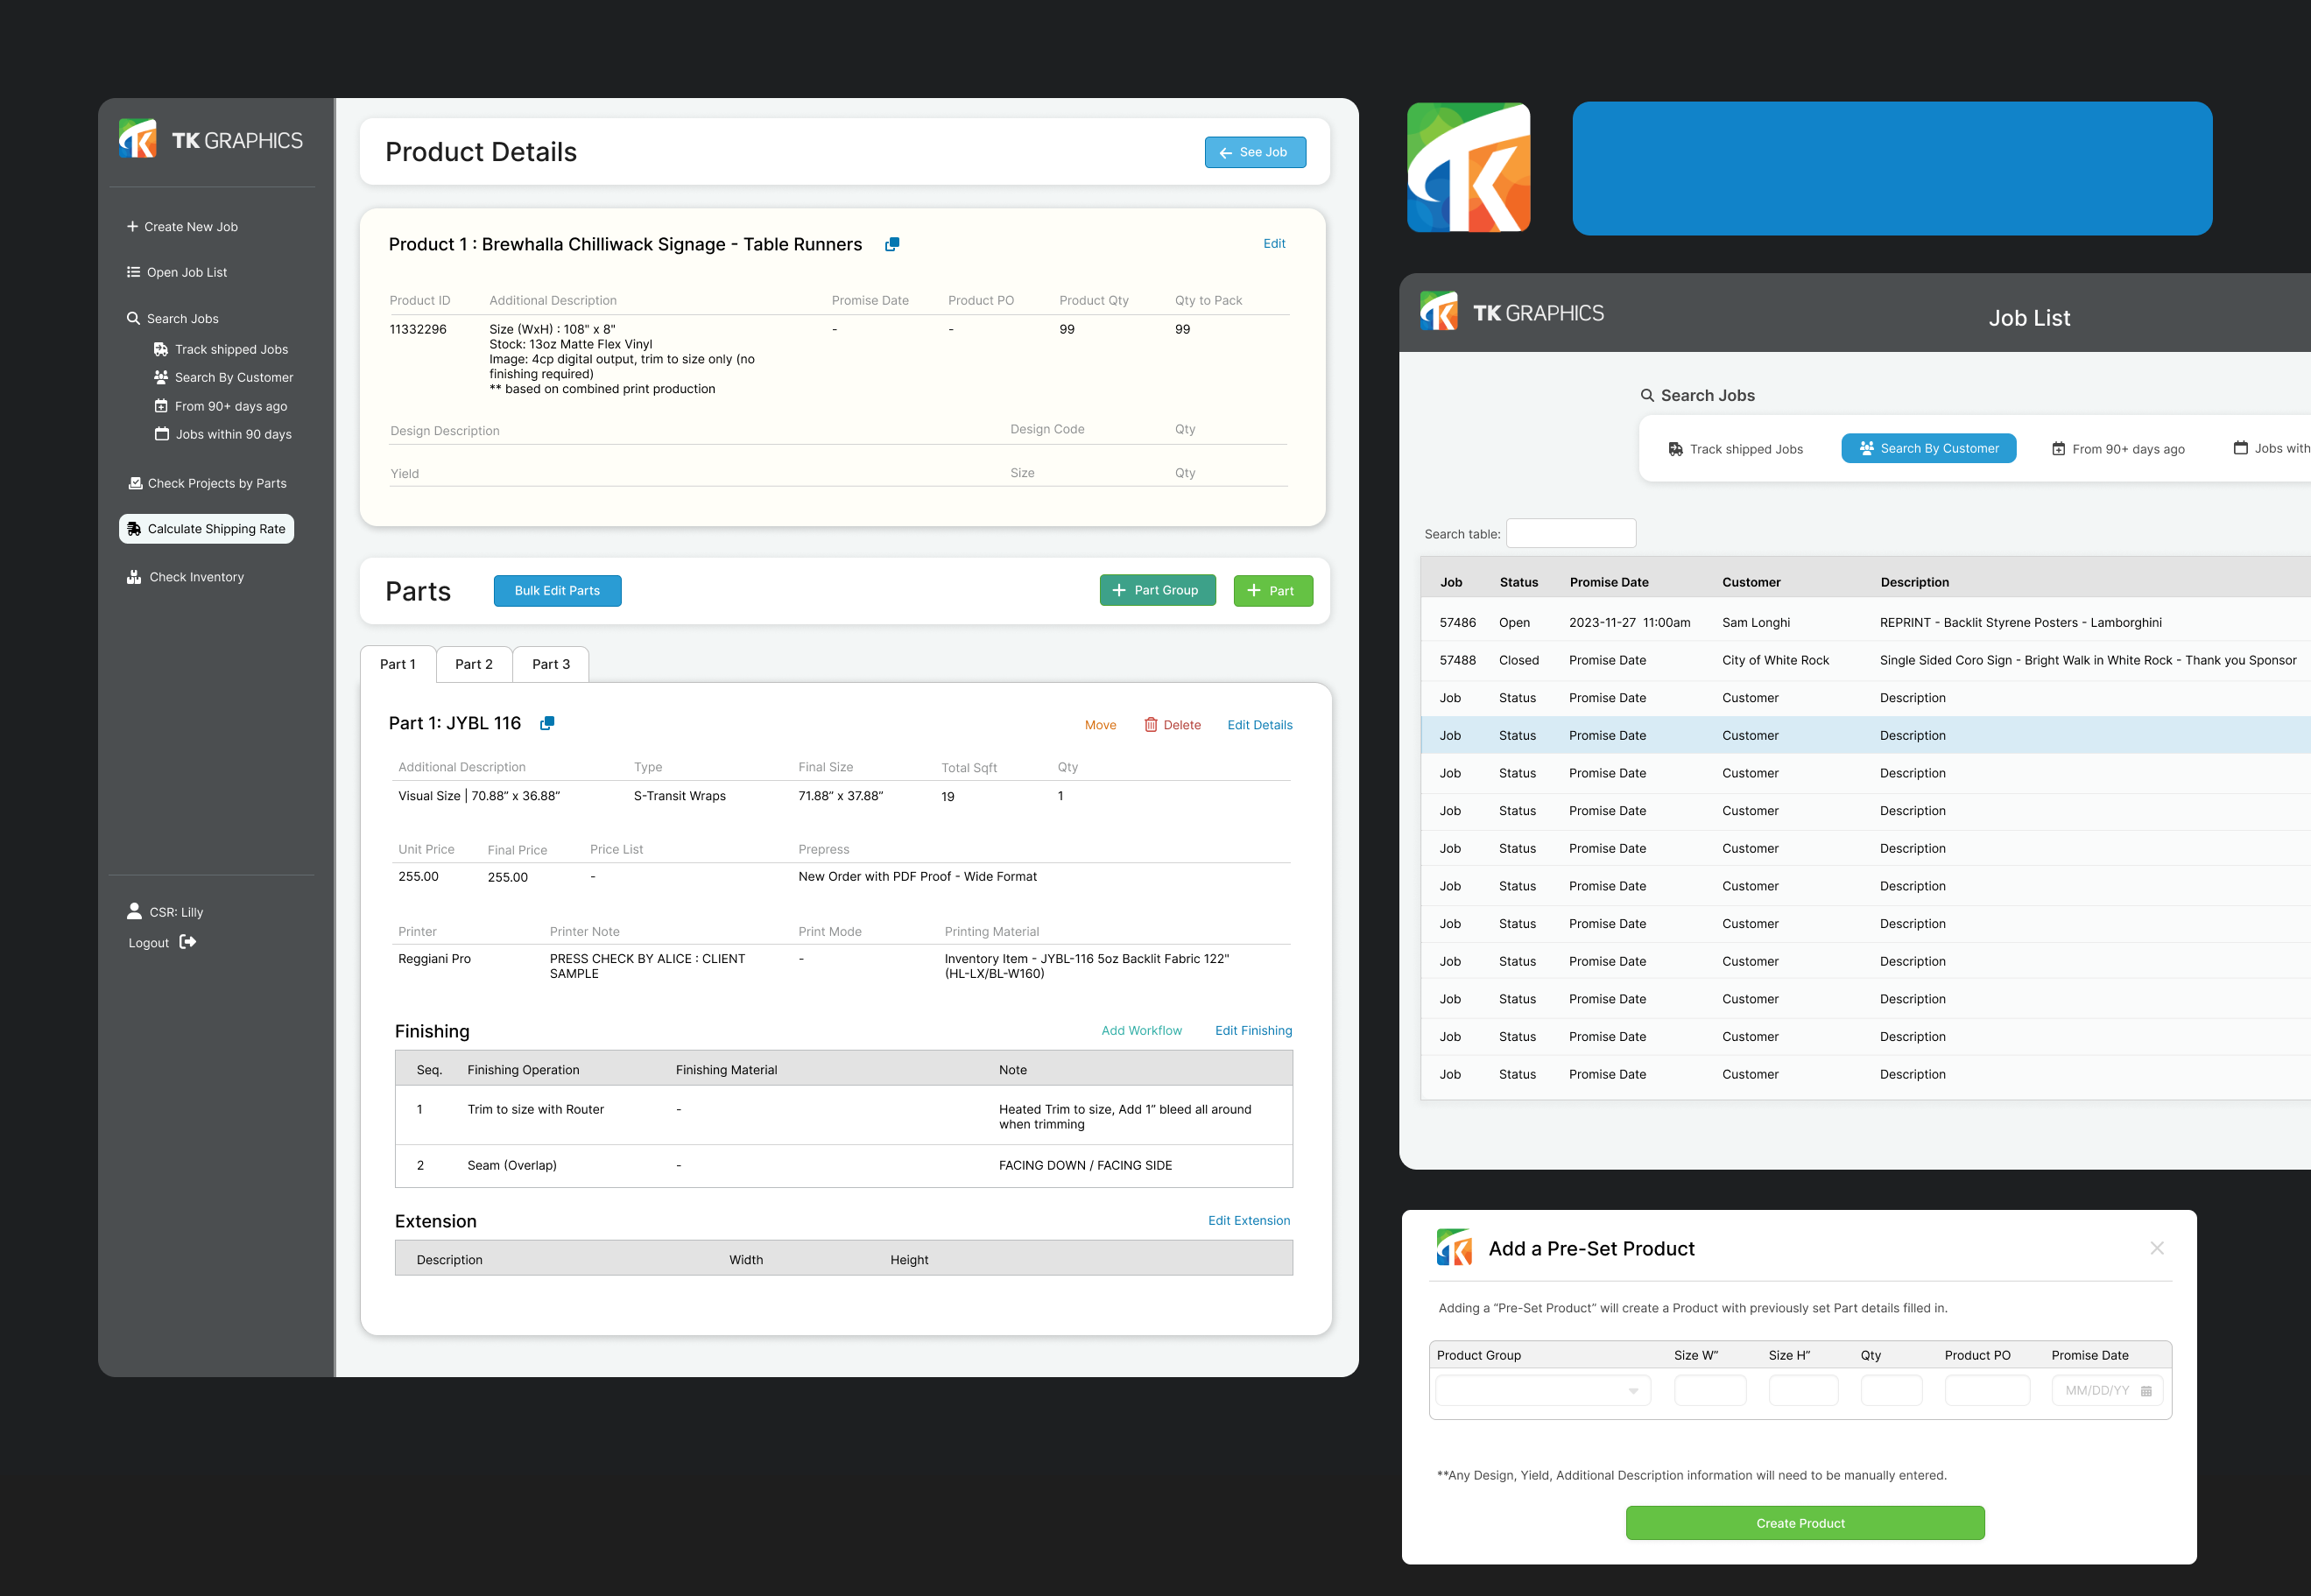 TK GRAPHICS
Create New Job
Open Job List
Search Jobs
Track shipped Jobs
Search By Customer
From 90+ days ago
Jobs within 90 days
Check Projects by Parts
Calculate Shipping Rate
Check Inventory
CSR: Lilly
Logout
Product Details
See Job
Product 1 : Brewhalla Chilliwack Signage - Table Runners
Edit
Product ID Additional Description Promise Date Product PO Product Qty Qty to Pack
11332296 Size (WxH) : 108" x 8" - - 99 99
Stock: 13oz Matte Flex Vinyl
Image: 4cp digital output, trim to size only (no
finishing required)
** based on combined print production
Design Description Design Code Qty
Yield Size Qty
Parts
Bulk Edit Parts
Part Group
Part
Part 1 Part 2 Part 3
Part 1: JYBL 116
Move Delete Edit Details
Additional Description Type Final Size Total Sqft Qty
Visual Size | 70.88” x 36.88” S-Transit Wraps 71.88” x 37.88” 19 1
Unit Price Final Price Price List Prepress
255.00 255.00 - New Order with PDF Proof - Wide Format
Printer Printer Note Print Mode Printing Material
Reggiani Pro PRESS CHECK BY ALICE : CLIENT - Inventory Item - JYBL-116 5oz Backlit Fabric 122"
SAMPLE (HL-LX/BL-W160)
Finishing Add Workflow Edit Finishing
Seq. Finishing Operation Finishing Material Note
1 Trim to size with Router - Heated Trim to size, Add 1” bleed all around
when trimming
2 Seam (Overlap) - FACING DOWN / FACING SIDE
Extension Edit Extension
Description Width Height
TK
TK GRAPHICS
Job List
Search Jobs
Track shipped Jobs Search By Customer From 90+ days ago Jobs with
Search table:
Job Status Promise Date Customer Description
57486 Open 2023-11-27 11:00am Sam Longhi REPRINT - Backlit Styrene Posters - Lamborghini
57488 Closed Promise Date City of White Rock Single Sided Coro Sign - Bright Walk in White Rock - Thank you Sponsor
Job Status Promise Date Customer Description
Job Status Promise Date Customer Description
Job Status Promise Date Customer Description
Job Status Promise Date Customer Description
Job Status Promise Date Customer Description
Job Status Promise Date Customer Description
Job Status Promise Date Customer Description
Job Status Promise Date Customer Description
Job Status Promise Date Customer Description
Job Status Promise Date Customer Description
Job Status Promise Date Customer Description
TK
Add a Pre-Set Product
Adding a “Pre-Set Product” will create a Product with previously set Part details filled in.
Product Group Size W” Size H” Qty Product PO Promise Date
MM/DD/YY
**Any Design, Yield, Additional Description information will need to be manually entered.
Create Product